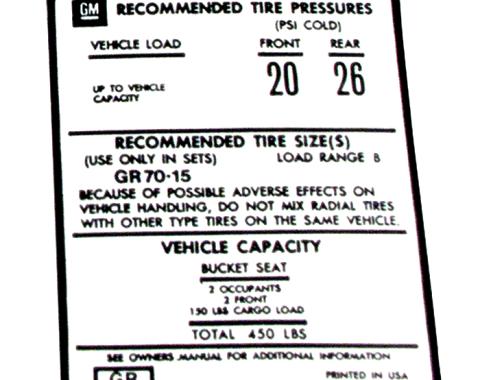 GM RECOMMENDED TIRE PRESSURES
(PSI COLD)
VEHICLE LOAD FRONT REAR
UP TO VEHICLE CAPACITY 20 26
RECOMMENDED TIRE SIZE(S)
(USE ONLY IN SETS) LOAD RANGE B
GR70-15
BECAUSE OF POSSIBLE ADVERSE EFFECTS ON
VEHICLE HANDLING, DO NOT MIX RADIAL TIRES
WITH OTHER TYPE TIRES ON THE SAME VEHICLE.
VEHICLE CAPACITY
BUCKET SEAT
2 OCCUPANTS
2 FRONT
150 LBS CARGO LOAD
TOTAL 450 LBS
SEE OWNERS MANUAL FOR ADDITIONAL INFORMATION
PRINTED IN USA